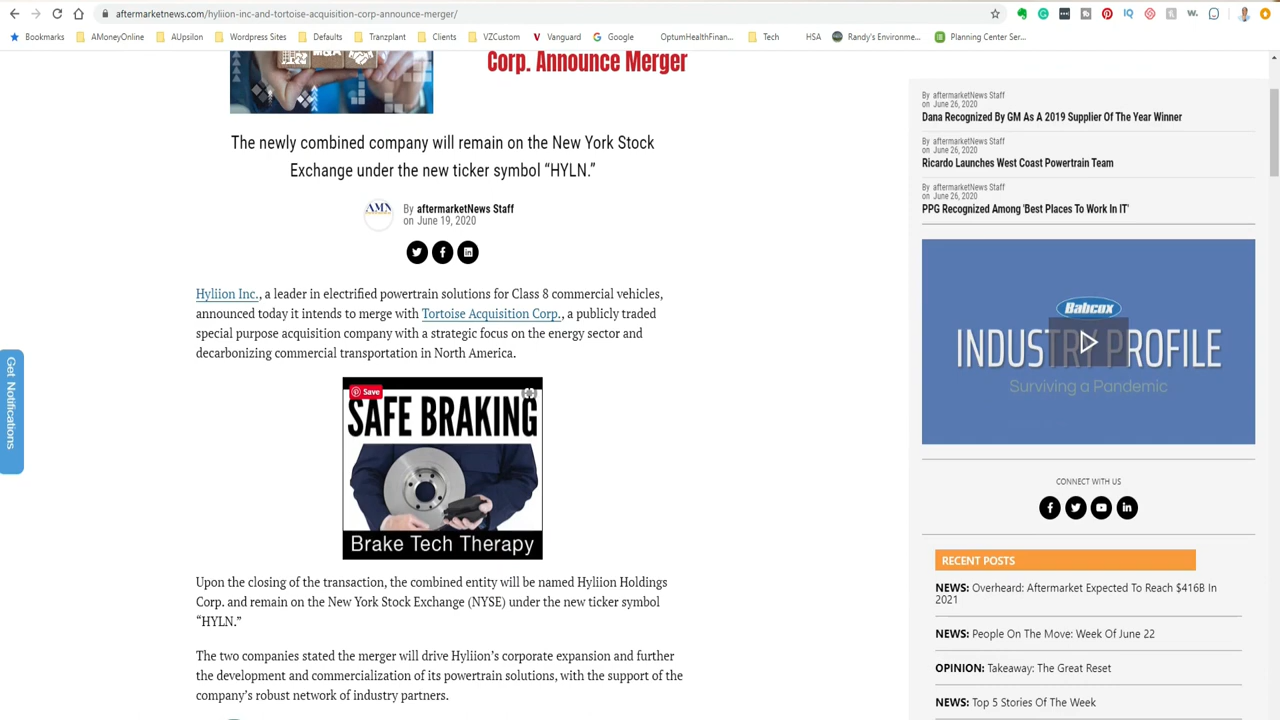 aftermarketnews.com/hyliion-inc-and-tortoise-acquisition-corp-announce-merger/
Bookmarks AMoneyOnline AUpsilon Wordpress Sites Defaults Tranzplant Clients VZCustom Vanguard Google OptumHealthFinan... Tech HSA Randy's Environme... Planning Center Ser...
Corp. Announce Merger
The newly combined company will remain on the New York Stock
Exchange under the new ticker symbol “HYLN.”
AMN
By aftermarketNews Staff
on June 19, 2020
Hyliion Inc., a leader in electrified powertrain solutions for Class 8 commercial vehicles,
announced today it intends to merge with Tortoise Acquisition Corp., a publicly traded
special purpose acquisition company with a strategic focus on the energy sector and
decarbonizing commercial transportation in North America.
Save
SAFE BRAKING
Brake Tech Therapy
Upon the closing of the transaction, the combined entity will be named Hyliion Holdings
Corp. and remain on the New York Stock Exchange (NYSE) under the new ticker symbol
“HYLN.”
The two companies stated the merger will drive Hyliion’s corporate expansion and further
the development and commercialization of its powertrain solutions, with the support of the
company’s robust network of industry partners.
Get Notifications
By aftermarketNews Staff
on June 26, 2020
Dana Recognized By GM As A 2019 Supplier Of The Year Winner
By aftermarketNews Staff
on June 26, 2020
Ricardo Launches West Coast Powertrain Team
By aftermarketNews Staff
on June 26, 2020
PPG Recognized Among 'Best Places To Work In IT'
Babcox
INDUSTRY PROFILE
Surviving a Pandemic
CONNECT WITH US
RECENT POSTS
NEWS: Overheard: Aftermarket Expected To Reach $416B In
2021
NEWS: People On The Move: Week Of June 22
OPINION: Takeaway: The Great Reset
NEWS: Top 5 Stories Of The Week